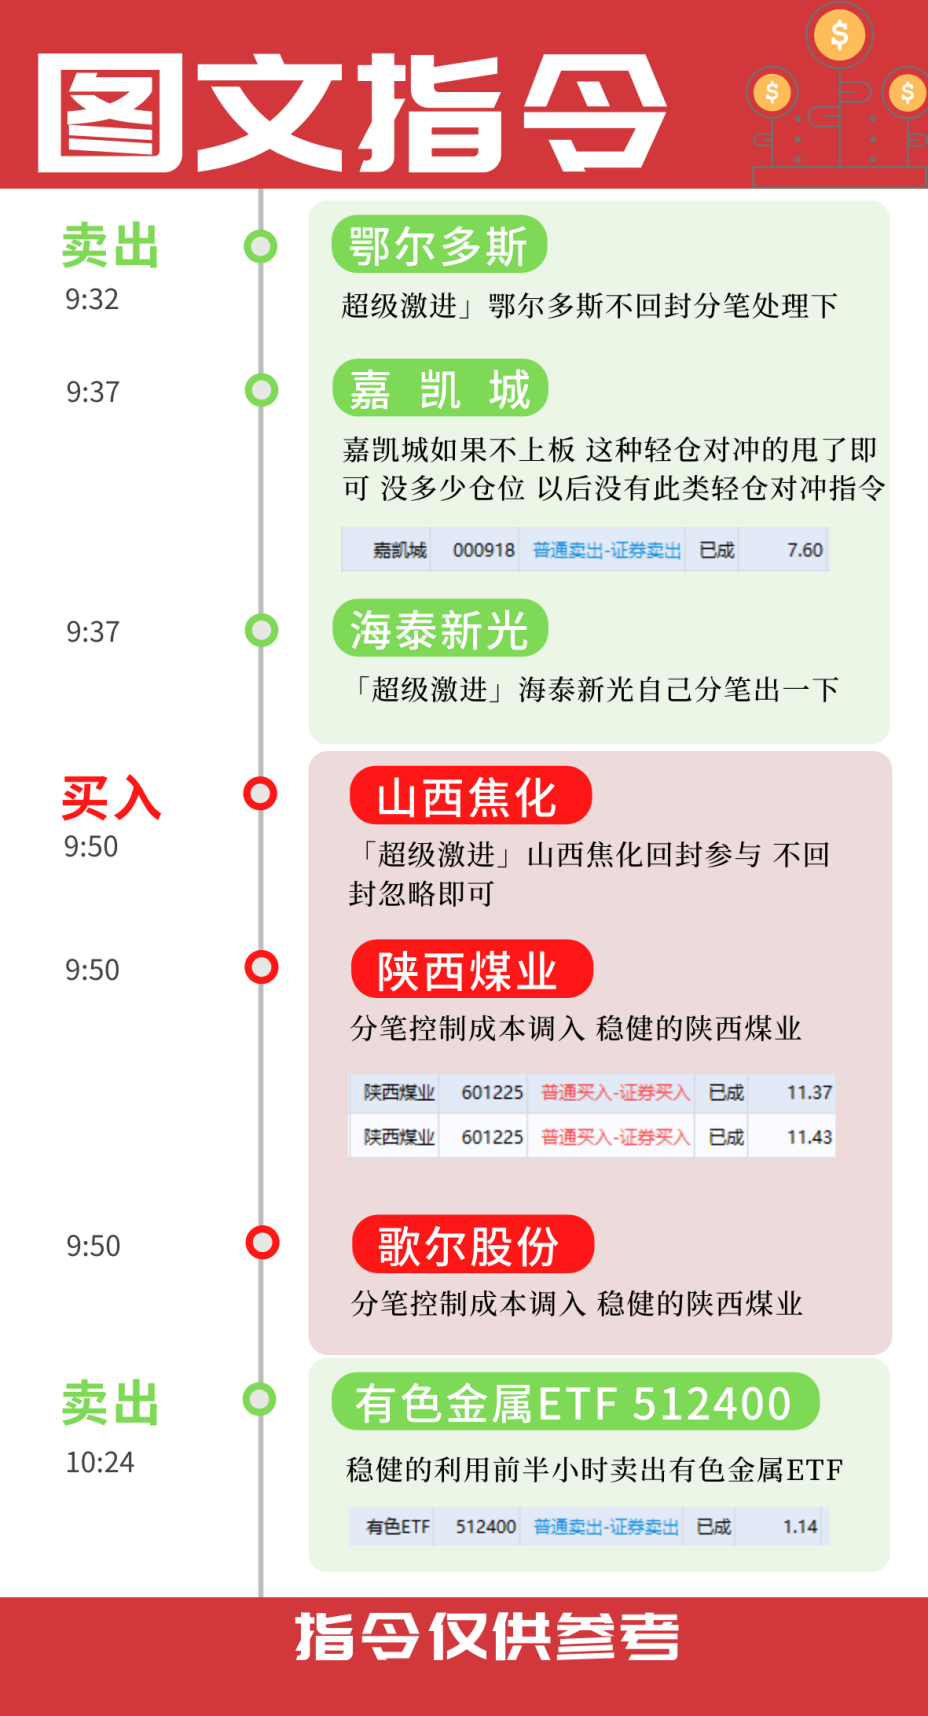 图文指令
$
$
$
卖出
9:32
鄂尔多斯
超级激进」鄂尔多斯不回封分笔处理下
9:37
嘉 凯 城
嘉凯城如果不上板 这种轻仓对冲的甩了即
可 没多少仓位 以后没有此类轻仓对冲指令
嘉凯城 000918 普通卖出-证券卖出 已成 7.60
9:37
海泰新光
「超级激进」海泰新光自己分笔出一下
买入
9:50
山西焦化
「超级激进」山西焦化回封参与 不回
封忽略即可
9:50
陕西煤业
分笔控制成本调入 稳健的陕西煤业
陕西煤业 601225 普通买入-证券买入 已成 11.37
陕西煤业 601225 普通买入-证券买入 已成 11.43
9:50
歌尔股份
分笔控制成本调入 稳健的陕西煤业
卖出
10:24
有色金属ETF 512400
稳健的利用前半小时卖出有色金属ETF
有色ETF 512400 普通卖出-证券卖出 已成 1.14
指令仅供参考